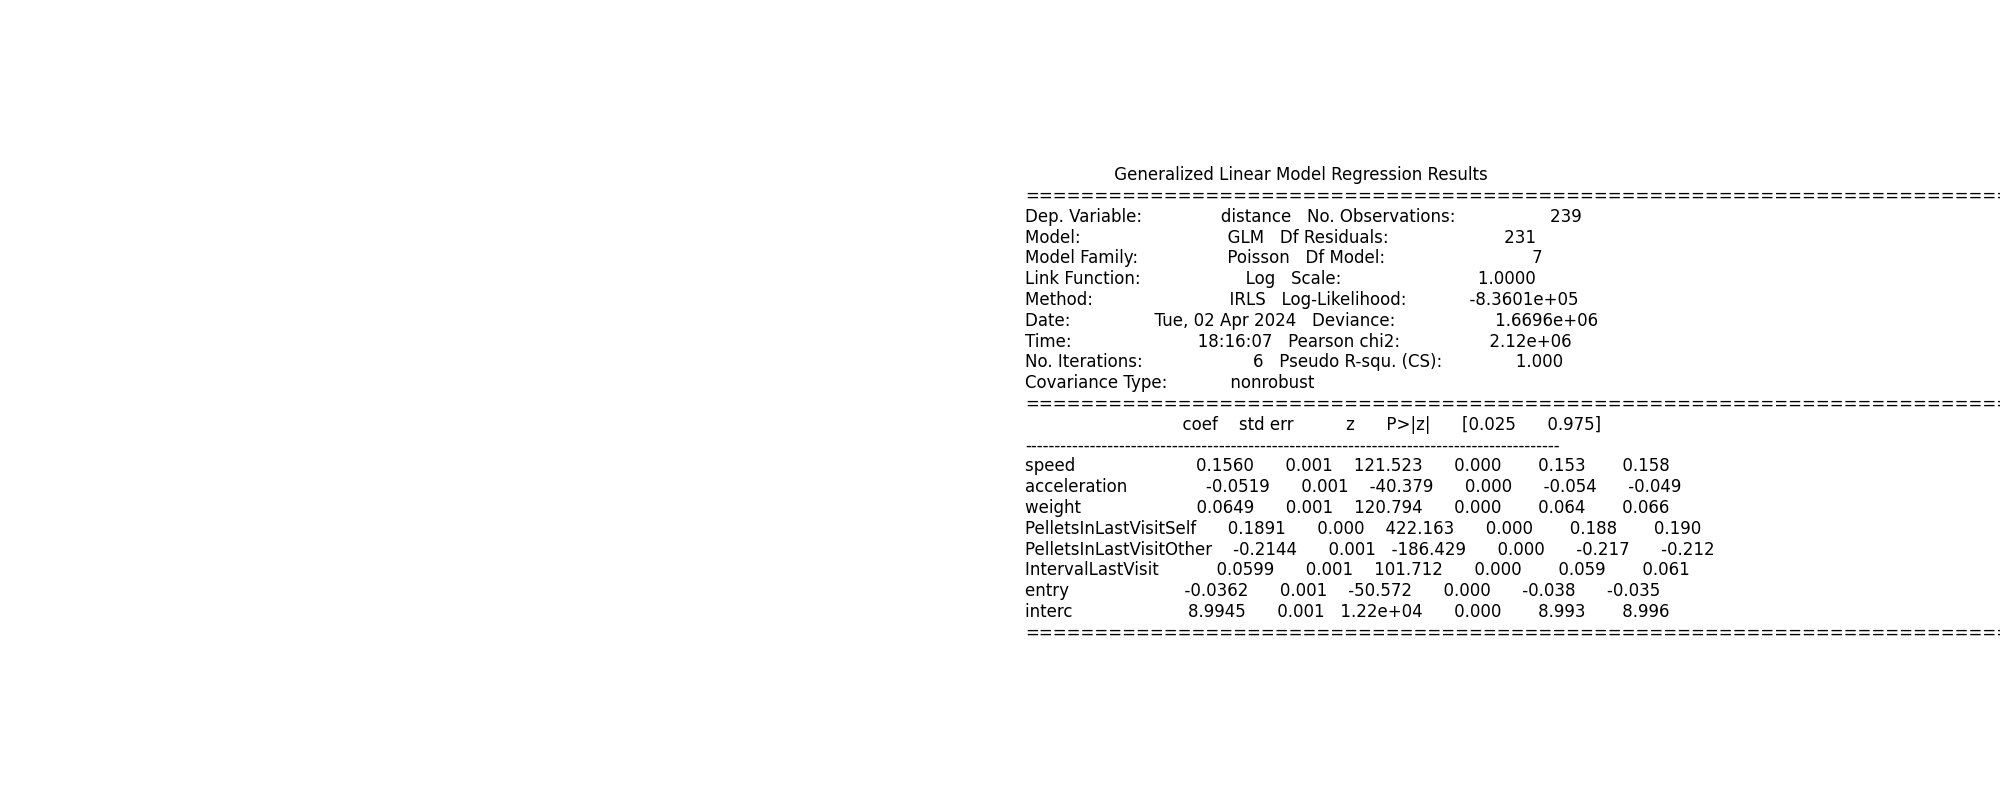 Generalized Linear Model Regression Results
==============================================================================
Dep. Variable: distance No. Observations: 239
Model: GLM Df Residuals: 231
Model Family: Poisson Df Model: 7
Link Function: Log Scale: 1.0000
Method: IRLS Log-Likelihood: -8.3601e+05
Date: Tue, 02 Apr 2024 Deviance: 1.6696e+06
Time: 18:16:07 Pearson chi2: 2.12e+06
No. Iterations: 6 Pseudo R-squ. (CS): 1.000
Covariance Type: nonrobust
==============================================================================
coef std err z P>|z| [0.025 0.975]
------------------------------------------------------------------------------------------
speed 0.1560 0.001 121.523 0.000 0.153 0.158
acceleration -0.0519 0.001 -40.379 0.000 -0.054 -0.049
weight 0.0649 0.001 120.794 0.000 0.064 0.066
PelletsInLastVisitSelf 0.1891 0.000 422.163 0.000 0.188 0.190
PelletsInLastVisitOther -0.2144 0.001 -186.429 0.000 -0.217 -0.212
IntervalLastVisit 0.0599 0.001 101.712 0.000 0.059 0.061
entry -0.0362 0.001 -50.572 0.000 -0.038 -0.035
interc 8.9945 0.001 1.22e+04 0.000 8.993 8.996
==============================================================================